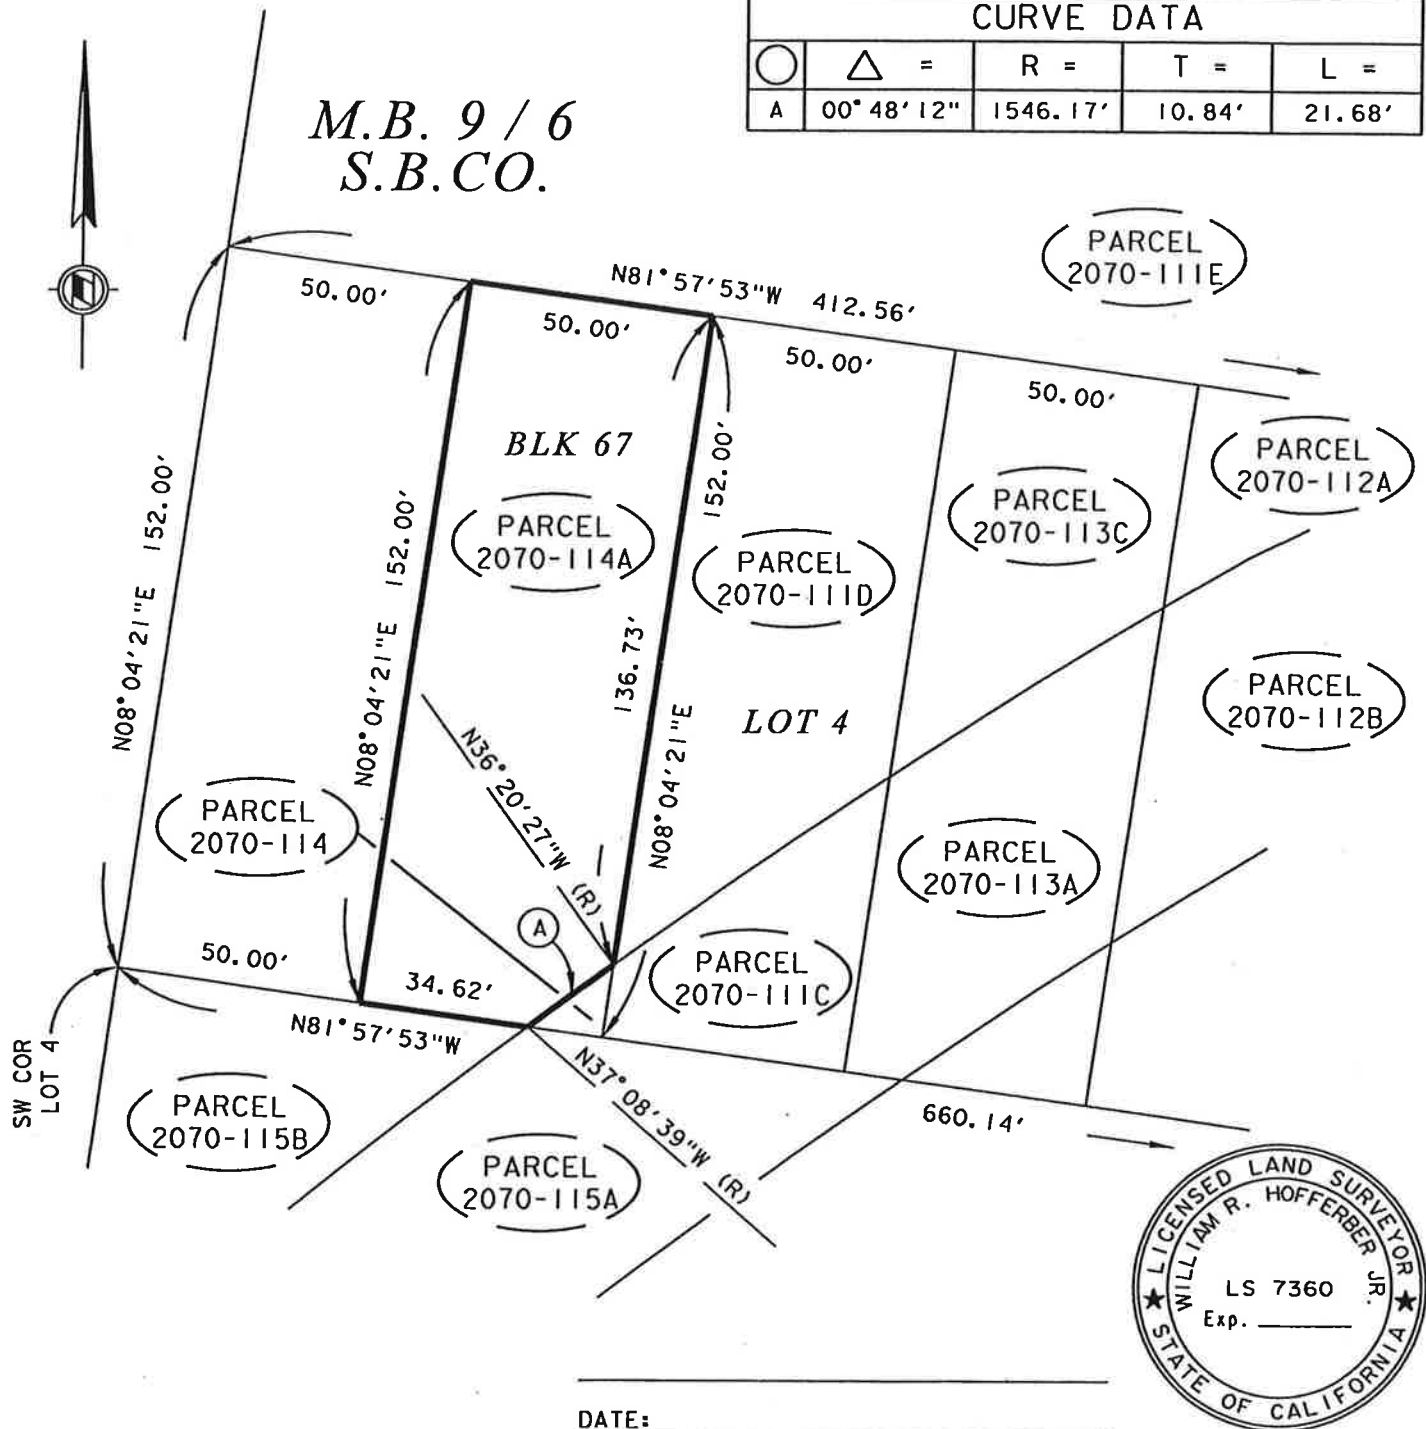 CURVE DATA
△ = R = T = L =
A 00°48'12" 1546.17' 10.84' 21.68'
M.B. 9 / 6
S.B.CO.
PARCEL
2070-111E
N81°57'53"W 412.56'
50.00'
50.00'
50.00'
50.00'
BLK 67
PARCEL
2070-112A
PARCEL
2070-113C
PARCEL
2070-114A
PARCEL
2070-111D
N08°04'21"E 152.00'
N08°04'21"E 152.00'
152.00'
136.73'
N08°04'21"E
LOT 4
PARCEL
2070-112B
N36°20'27"W (R)
PARCEL
2070-114
PARCEL
2070-113A
A
PARCEL
2070-111C
50.00'
34.62'
N81°57'53"W
SW COR
LOT 4
PARCEL
2070-115B
N37°08'39"W (R)
PARCEL
2070-115A
660.14'
LICENSED LAND SURVEYOR
WILLIAM R. HOFFERBER JR.
LS 7360
Exp.
STATE OF CALIFORNIA
DATE: